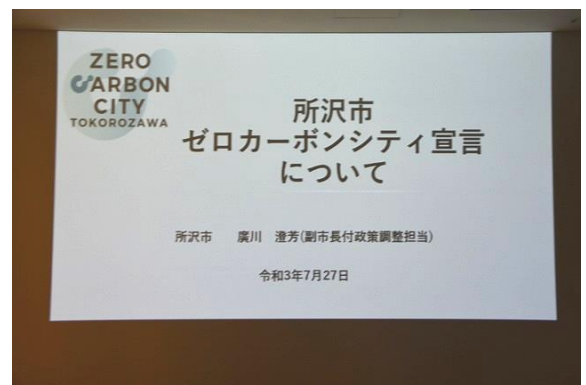 ZERO
CARBON
CITY
TOKOROZAWA
所沢市
ゼロカーボンシティ宣言
について
所沢市　廣川　澄芳(副市長付政策調整担当)
令和3年7月27日